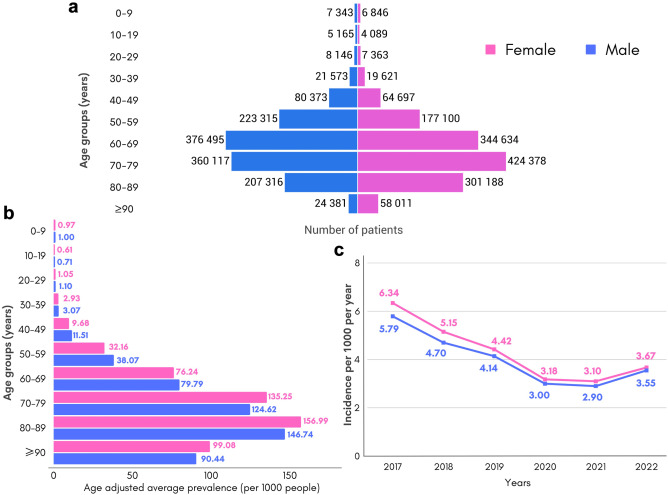 a
Age groups (years)
0–9 7 343 6 846
10–19 5 165 4 089
20–29 8 146 7 363
30–39 21 573 19 621
40–49 80 373 64 697
50–59 223 315 177 100
60–69 376 495 344 634
70–79 360 117 424 378
80–89 207 316 301 188
≥90 24 381 58 011
Number of patients
Female Male
b
Age groups (years)
0-9 0.97 1.00
10-19 0.61 0.71
20-29 1.05 1.10
30-39 2.93 3.07
40-49 9.68 11.51
50-59 32.16 38.07
60-69 76.24 79.79
70-79 135.25 124.62
80-89 156.99 146.74
≥90 99.08 90.44
0 50 100 150
Age adjusted average prevalence (per 1000 people)
c
Incidence per 1000 per year
8
6
4
2
6.34 5.15 4.42 3.18 3.10 3.67
5.79 4.70 4.14 3.00 2.90 3.55
2017 2018 2019 2020 2021 2022
Years